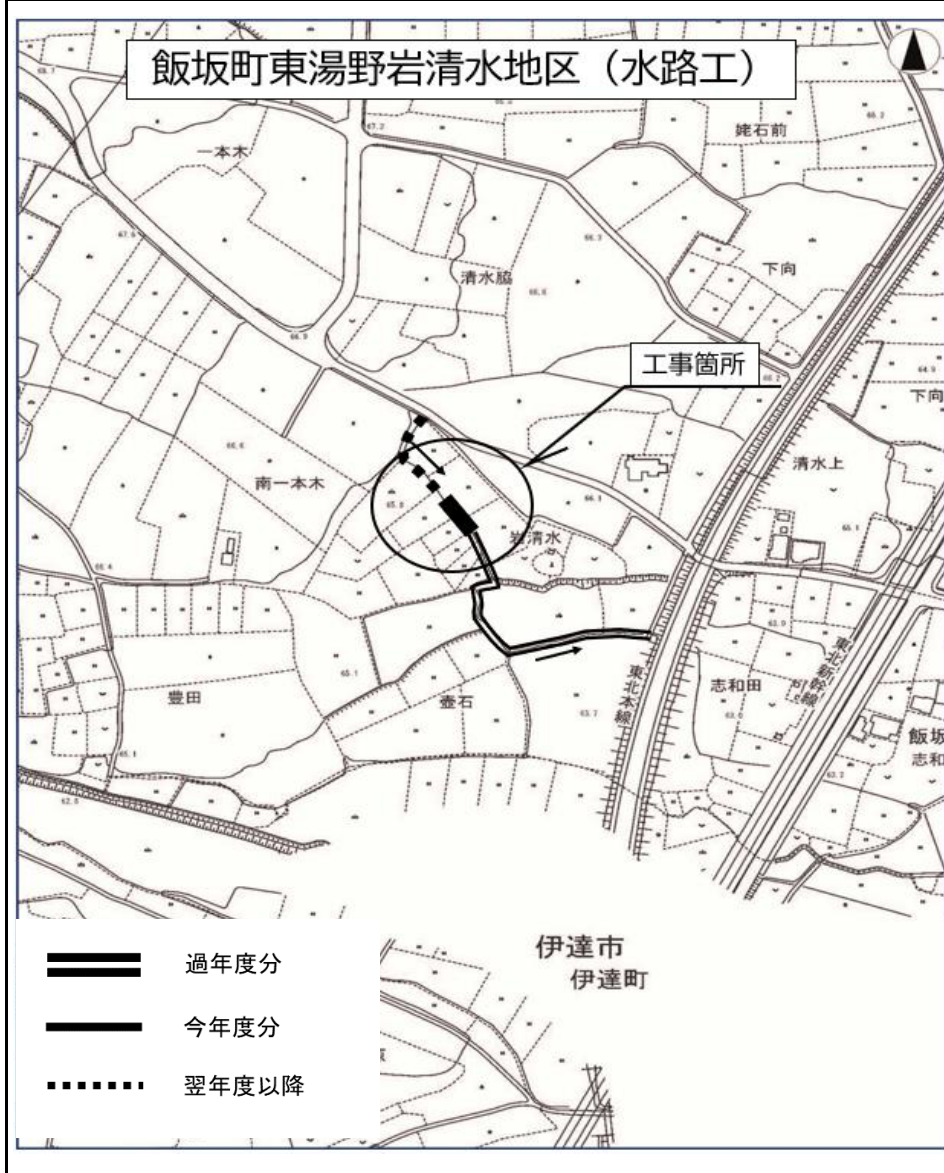 飯坂町東湯野岩清水地区（水路工）
姥石前
一本木
清水脇
下向
工事箇所
下向
清水上
南一本木
岩清水
東北本線
東北新幹線
志和田
豊田
壷石
飯坂
志和
伊達市
伊達町
過年度分
今年度分
翌年度以降